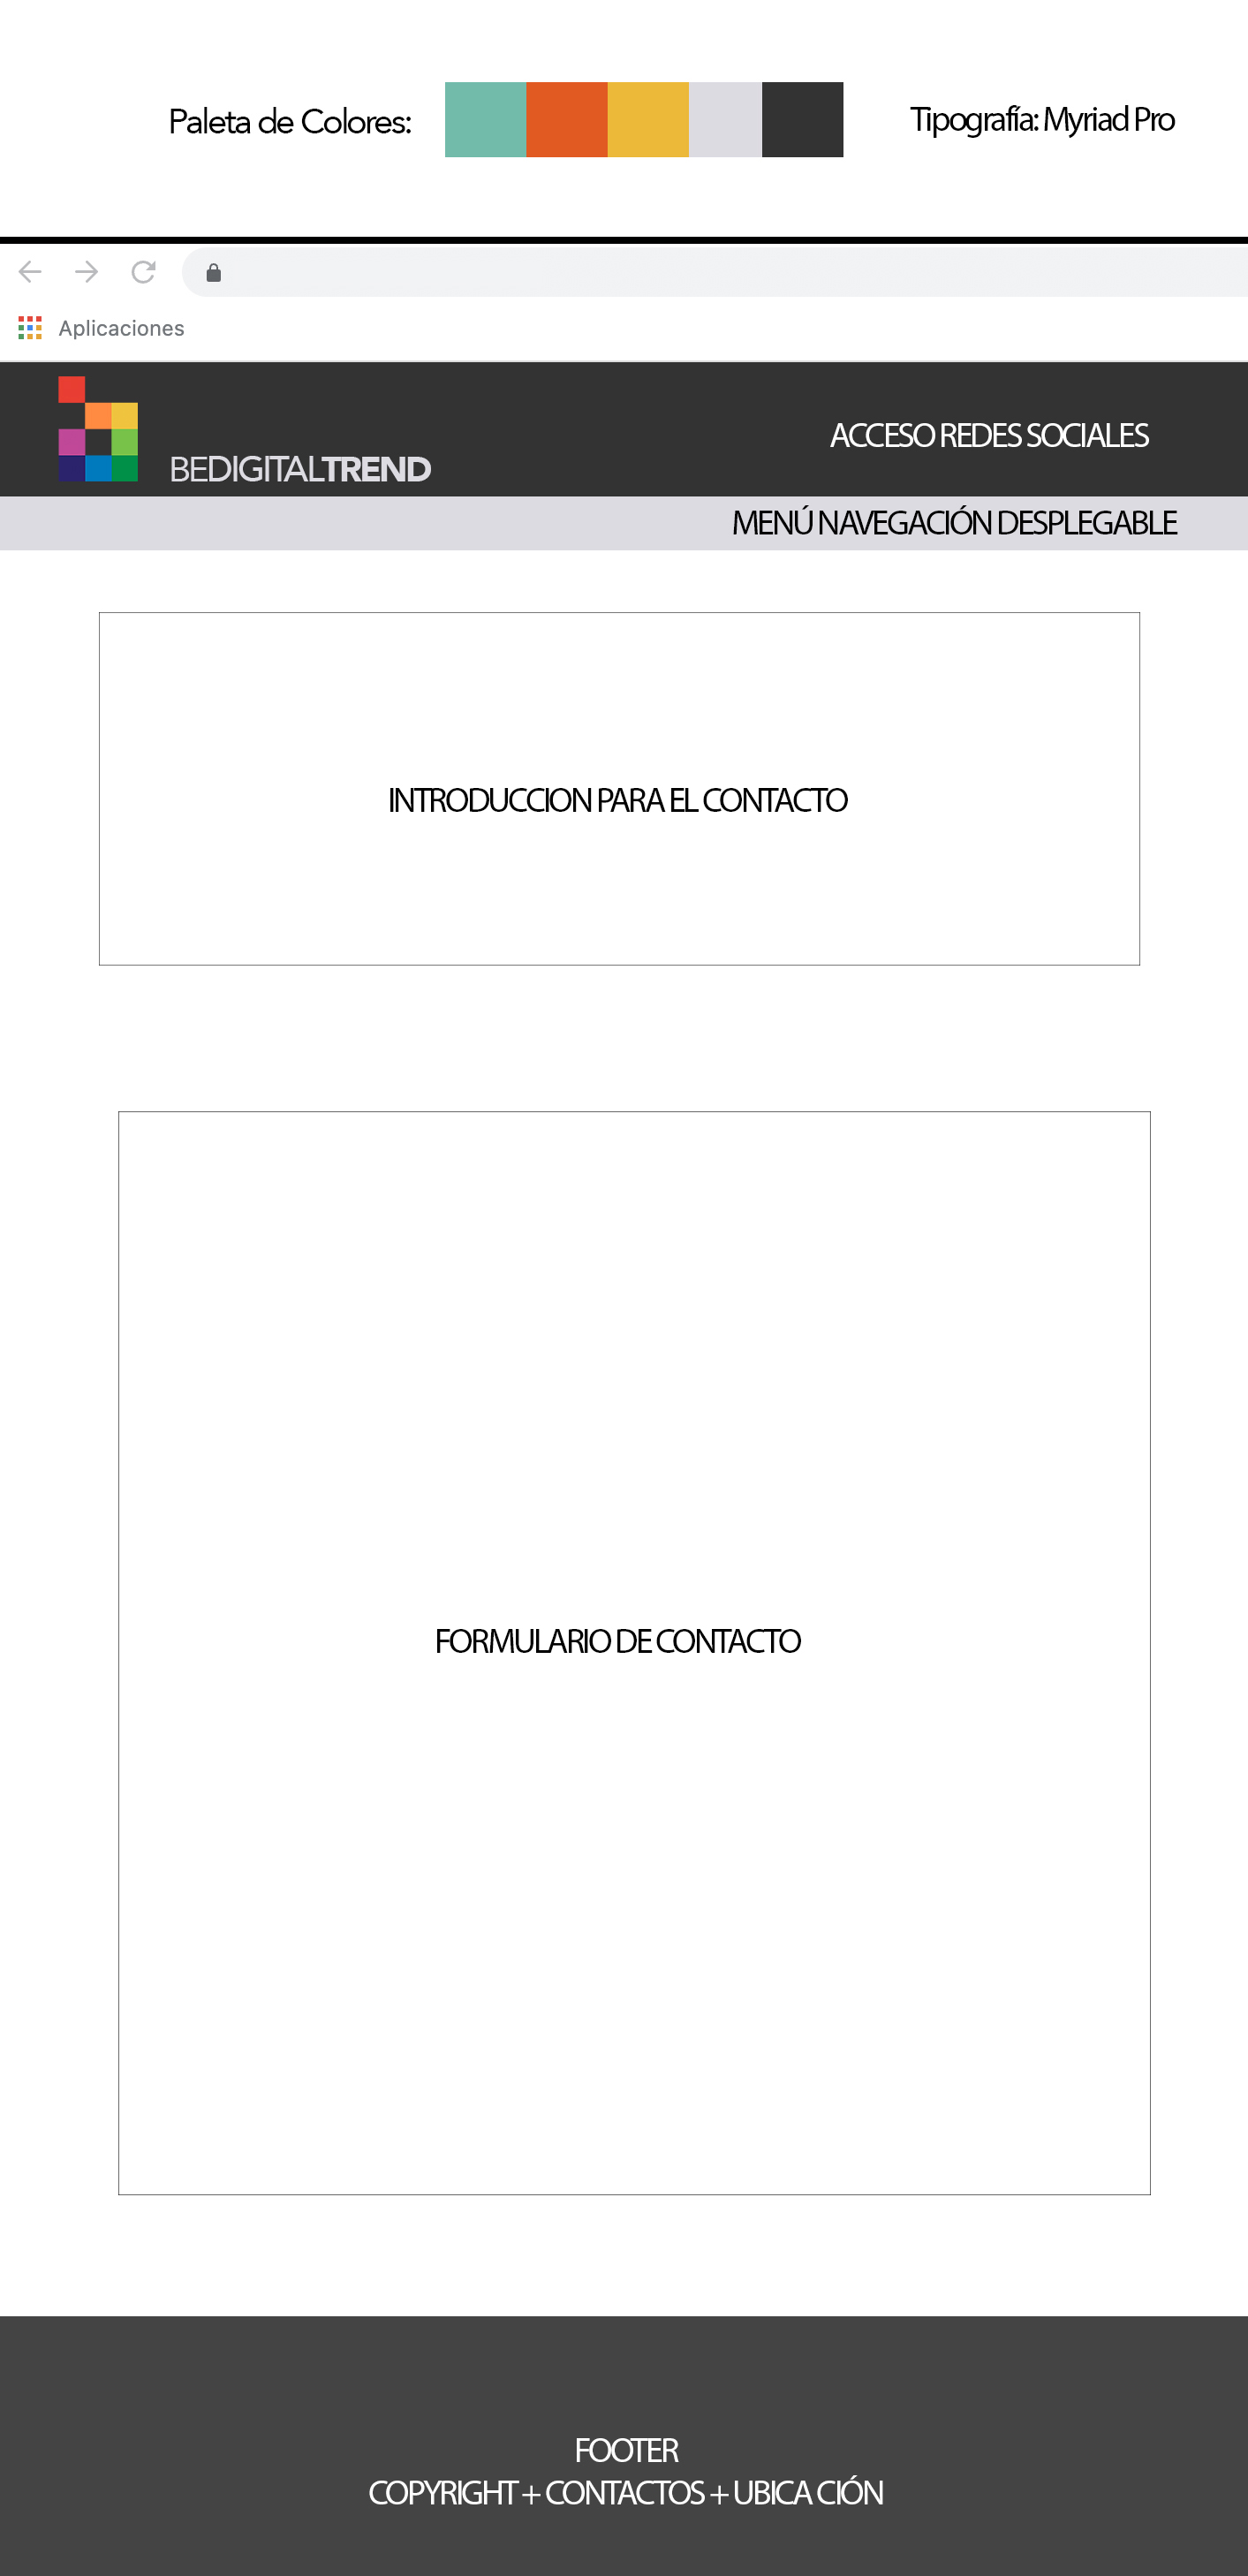 Paleta de Colores:
Tipografía: Myriad Pro
Aplicaciones
ACCESO REDES SOCIALES
BEDIGITALTREND
MENÚ NAVEGACIÓN DESPLEGABLE
INTRODUCCION PARA EL CONTACTO
FORMULARIO DE CONTACTO
FOOTER
COPYRIGHT + CONTACTOS + UBICA CIÓN